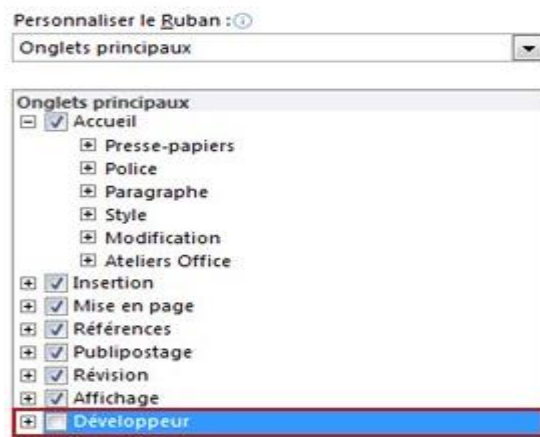 Personnaliser le Ruban :
Onglets principaux
Onglets principaux
Accueil
Presse-papiers
Police
Paragraphe
Style
Modification
Ateliers Office
Insertion
Mise en page
Références
Publipostage
Révision
Affichage
Développeur